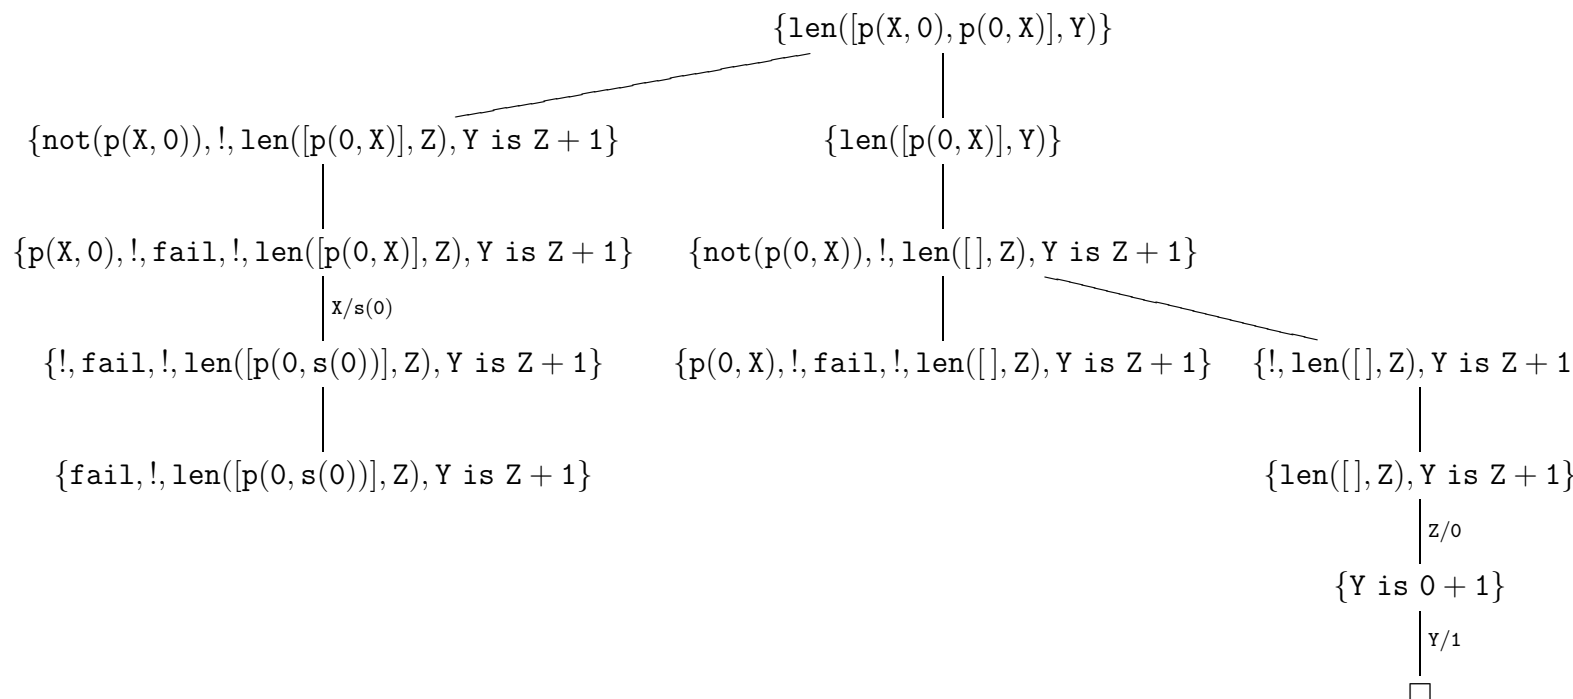 {len([p(X, 0), p(0, X)], Y)}
{not(p(X, 0)), !, len([p(0, X)], Z), Y is Z + 1}
{len([p(0, X)], Y)}
{p(X, 0), !, fail, !, len([p(0, X)], Z), Y is Z + 1}
{not(p(0, X)), !, len([ ], Z), Y is Z + 1}
X/s(0)
{!, fail, !, len([p(0, s(0))], Z), Y is Z + 1}
{p(0, X), !, fail, !, len([ ], Z), Y is Z + 1}
{!, len([ ], Z), Y is Z + 1
{fail, !, len([p(0, s(0))], Z), Y is Z + 1}
{len([ ], Z), Y is Z + 1}
Z/0
{Y is 0 + 1}
Y/1
□